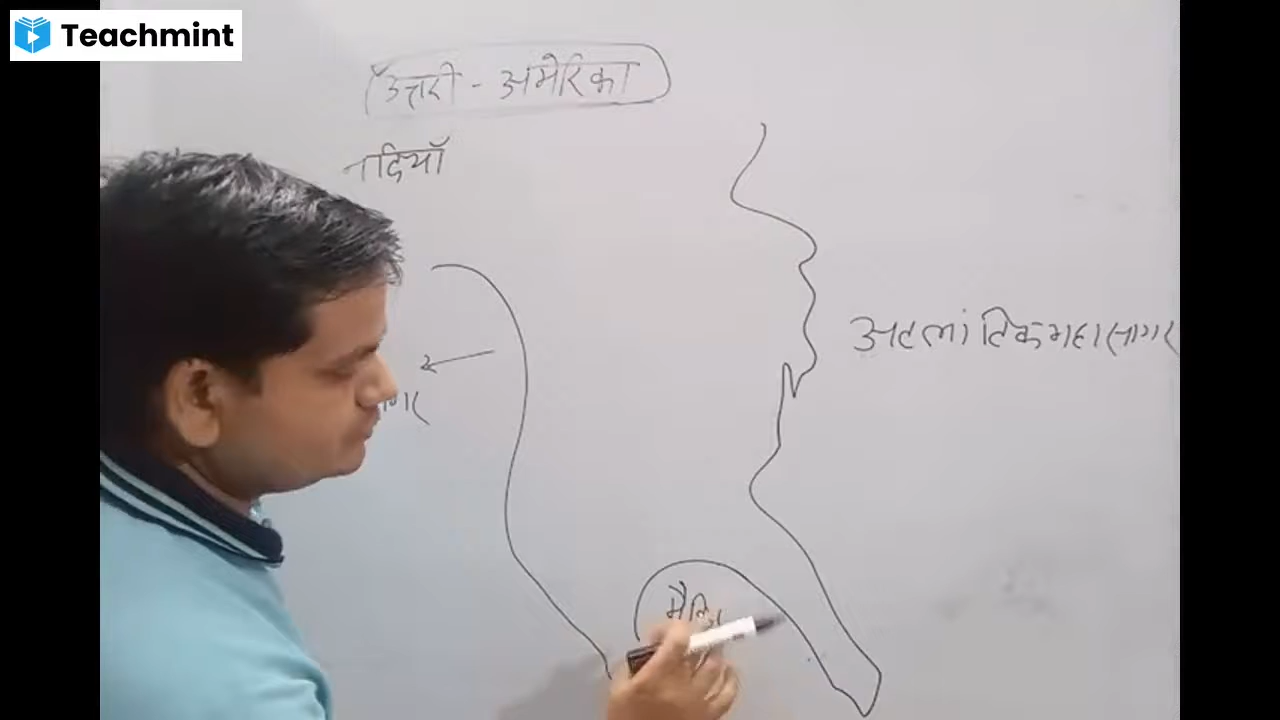 Teachmint
उत्तरी - अमेरिका
नदियाँ
अटलांटिक महासागर